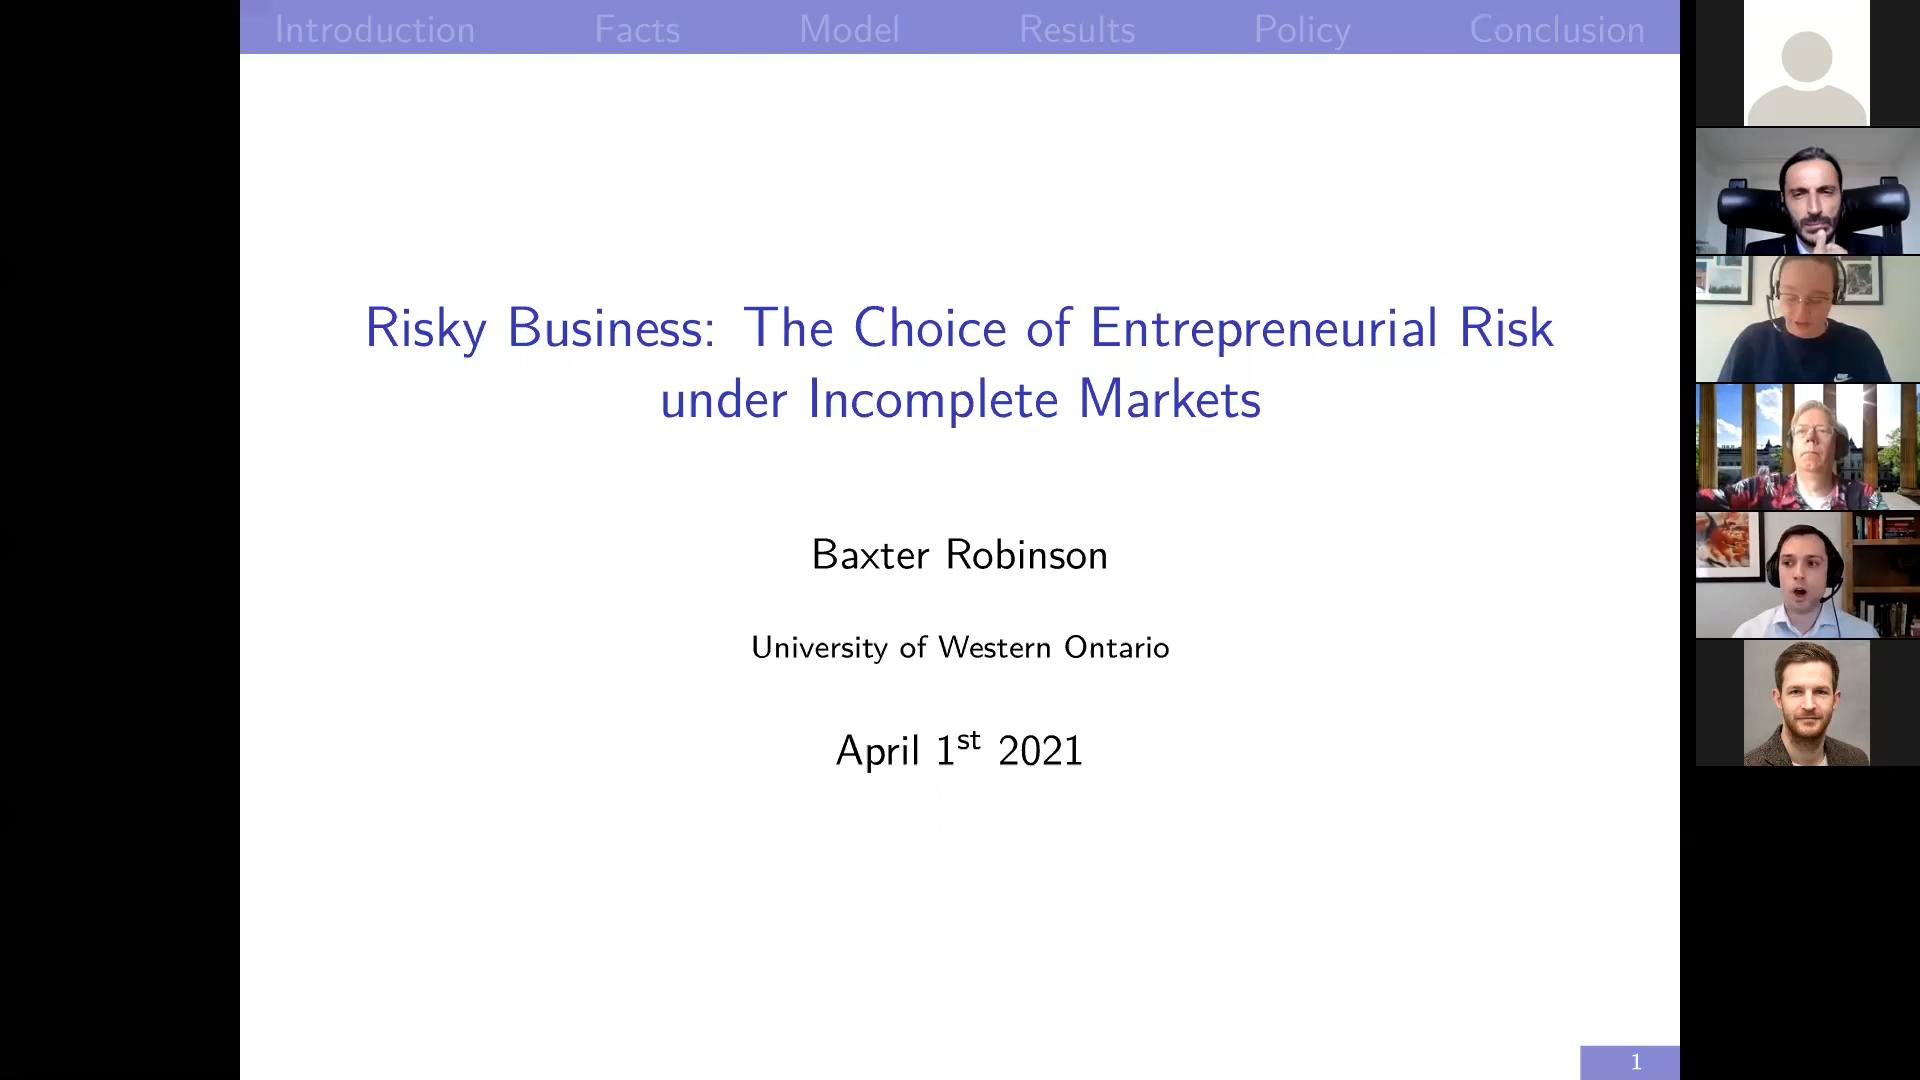 Introduction Facts Model Results Policy Conclusion
Risky Business: The Choice of Entrepreneurial Risk
under Incomplete Markets
Baxter Robinson
University of Western Ontario
April 1st 2021
1